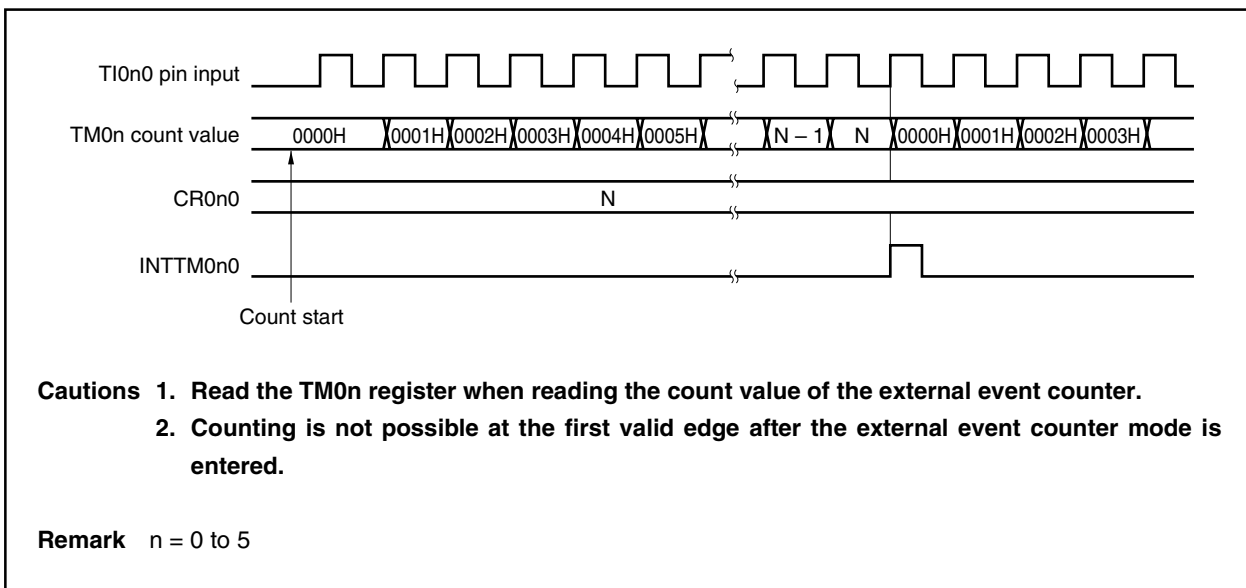 TI0n0 pin input
TM0n count value 0000H 0001H 0002H 0003H 0004H 0005H N – 1 N 0000H 0001H 0002H 0003H
CR0n0 N
INTTM0n0
Count start
Cautions 1. Read the TM0n register when reading the count value of the external event counter.
2. Counting is not possible at the first valid edge after the external event counter mode is
entered.
Remark n = 0 to 5